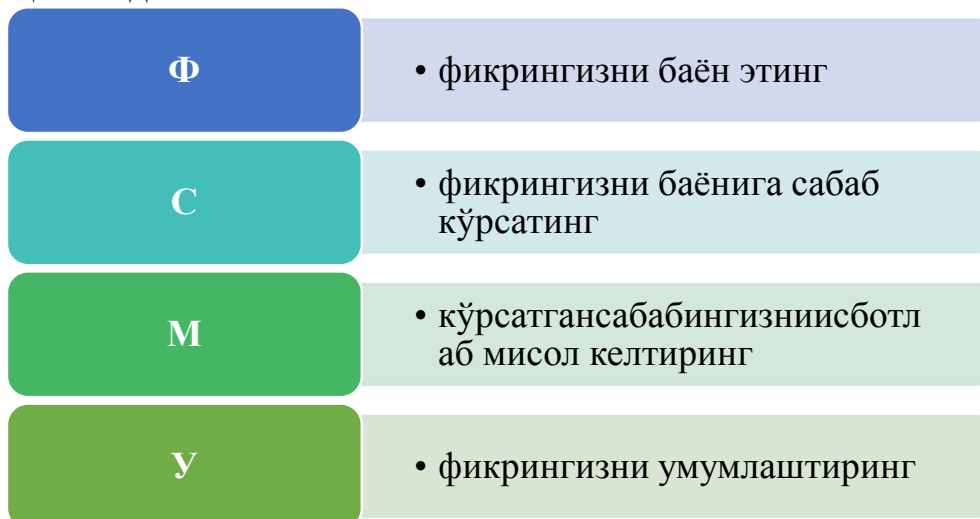 Ф
• фикрингизни баён этинг
С
• фикрингизни баёнига сабаб
кўрсатинг
М
• кўрсатгансабабингизниисботл
аб мисол келтиринг
У
• фикрингизни умумлаштиринг